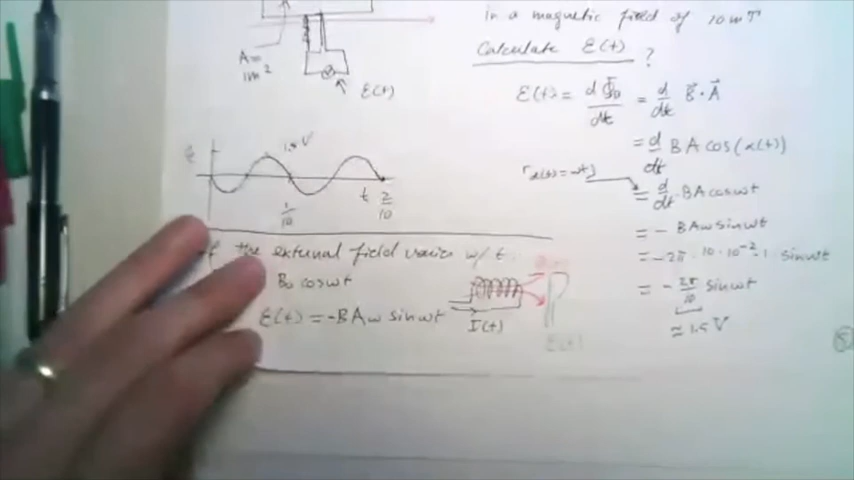 in a magnetic field of 10 mT
Calculate ε(t) ?
A=
1m²
ε(t)
ε(t) = dΦ_B/dt = d/dt B⃗·A⃗
= d/dt BA cos(α(t))
α(t)=ωt
= d/dt · BA cos ωt
= - BAω sin ωt
= -2π · 10 · 10⁻² · 1 · sin ωt
= - 2π/10 sin ωt
≈ 1.5 V
ε
1.5 V
1/10
t
2/10
the external field varies w/ t.
B₀ cos ωt
ε(t) = -BAω sin ωt
I(t)
ε(t)